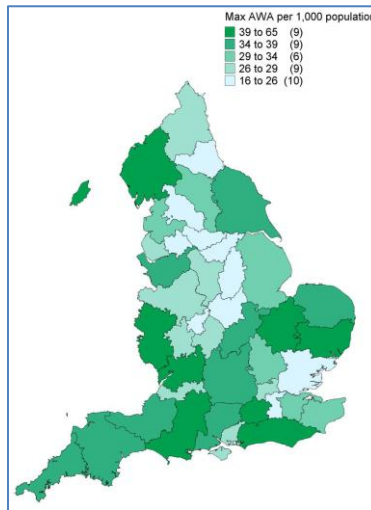 Max AWA per 1,000 population
39 to 65 (9)
34 to 39 (9)
29 to 34 (6)
26 to 29 (9)
16 to 26 (10)